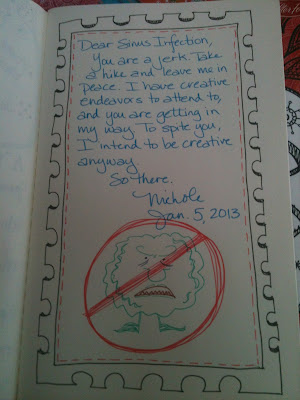 Dear Sinus Infection,
You are a jerk. Take
a hike and leave me in
peace. I have creative
endeavors to attend to,
and you are getting in
my way. To spite you,
I intend to be creative
anyway.
So there.
Nichole
Jan. 5, 2013